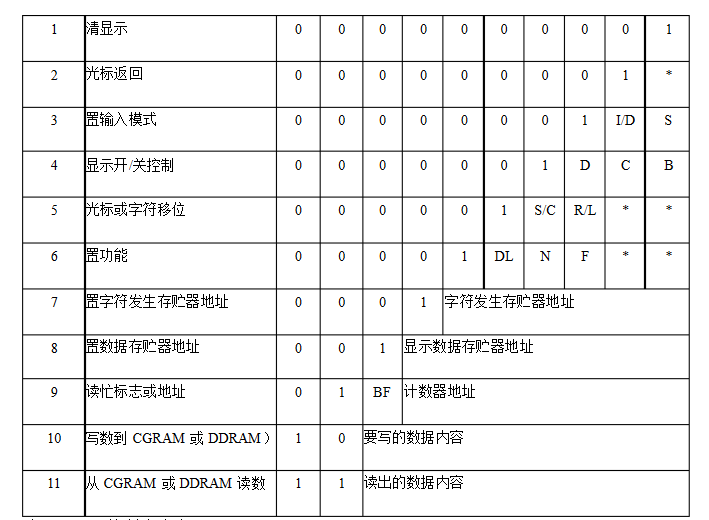 1 清显示 0 0 0 0 0 0 0 0 0 1
2 光标返回 0 0 0 0 0 0 0 0 1 *
3 置输入模式 0 0 0 0 0 0 0 1 I/D S
4 显示开/关控制 0 0 0 0 0 0 1 D C B
5 光标或字符移位 0 0 0 0 0 1 S/C R/L * *
6 置功能 0 0 0 0 1 DL N F * *
7 置字符发生存贮器地址 0 0 0 1 字符发生存贮器地址
8 置数据存贮器地址 0 0 1 显示数据存贮器地址
9 读忙标志或地址 0 1 BF 计数器地址
10 写数到 CGRAM 或 DDRAM） 1 0 要写的数据内容
11 从 CGRAM 或 DDRAM 读数 1 1 读出的数据内容